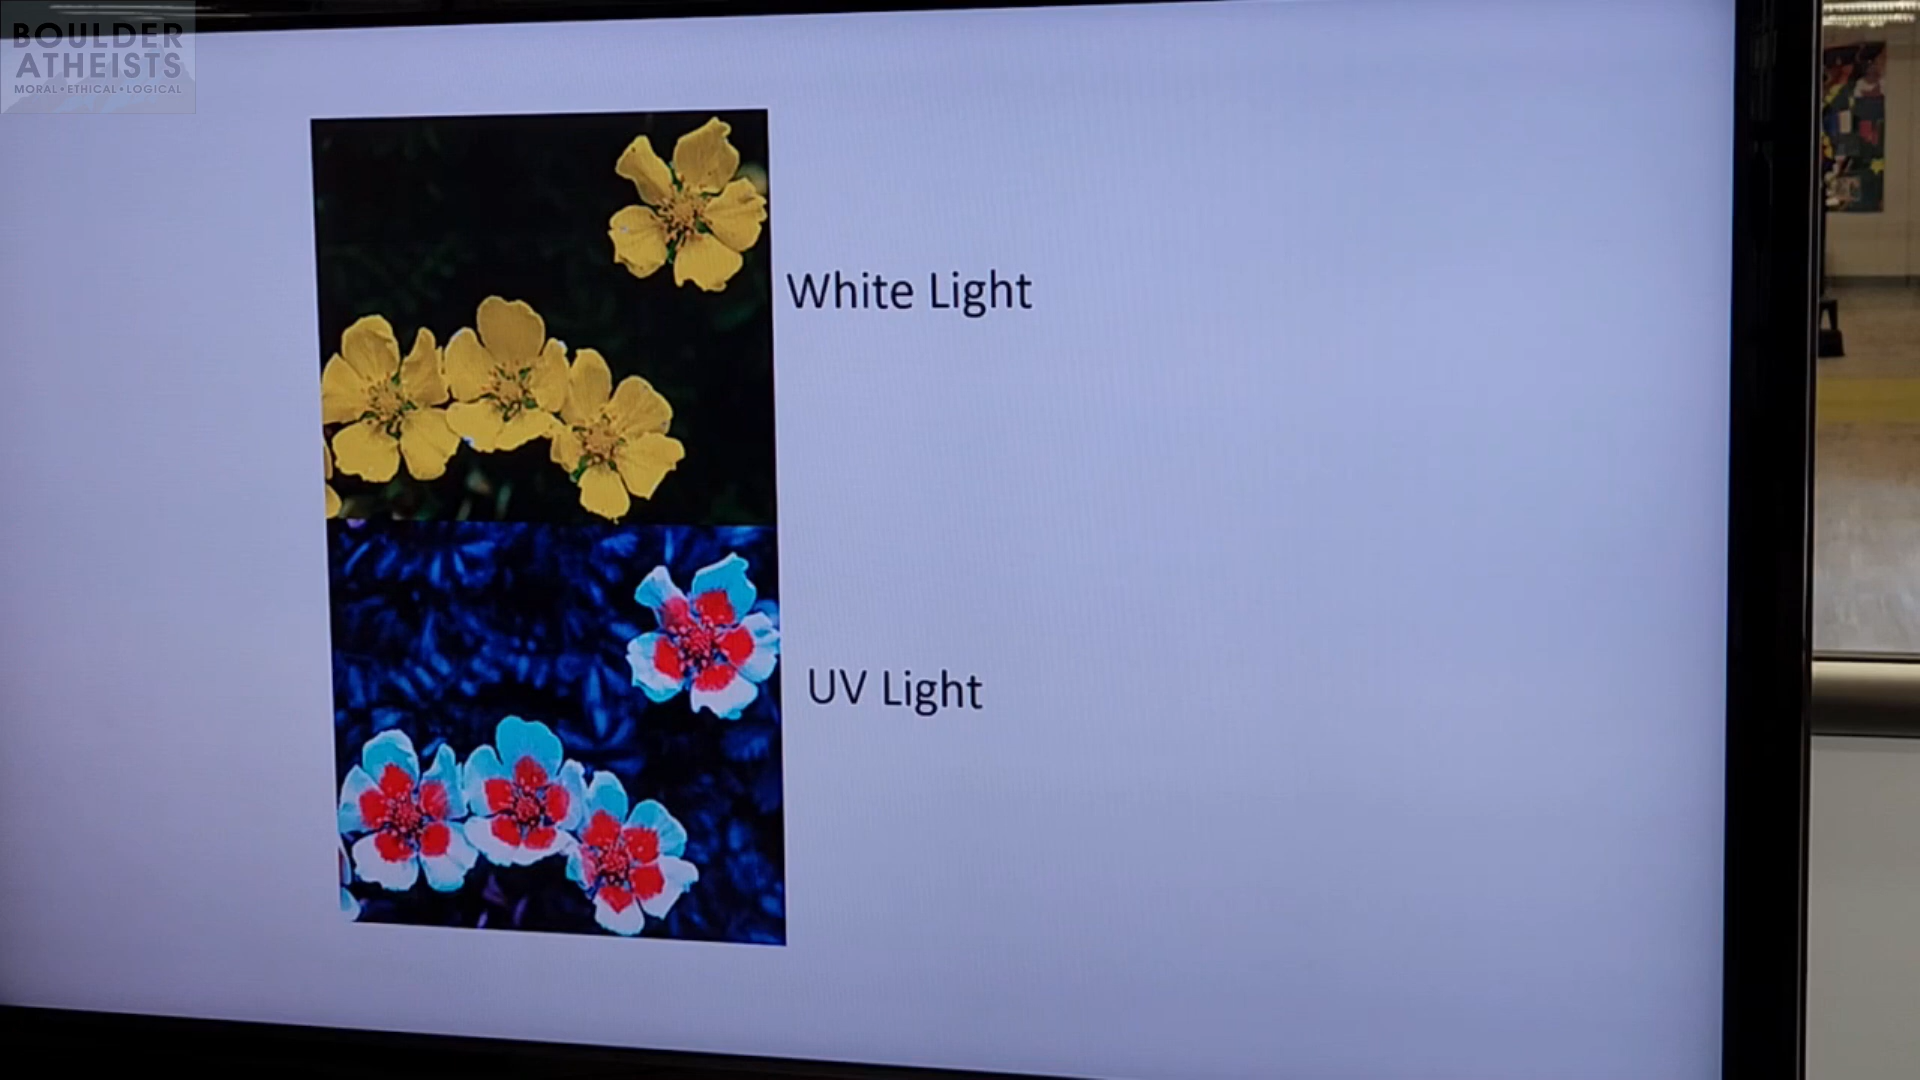 BOULDER
ATHEISTS
MORAL • ETHICAL • LOGICAL
White Light
UV Light